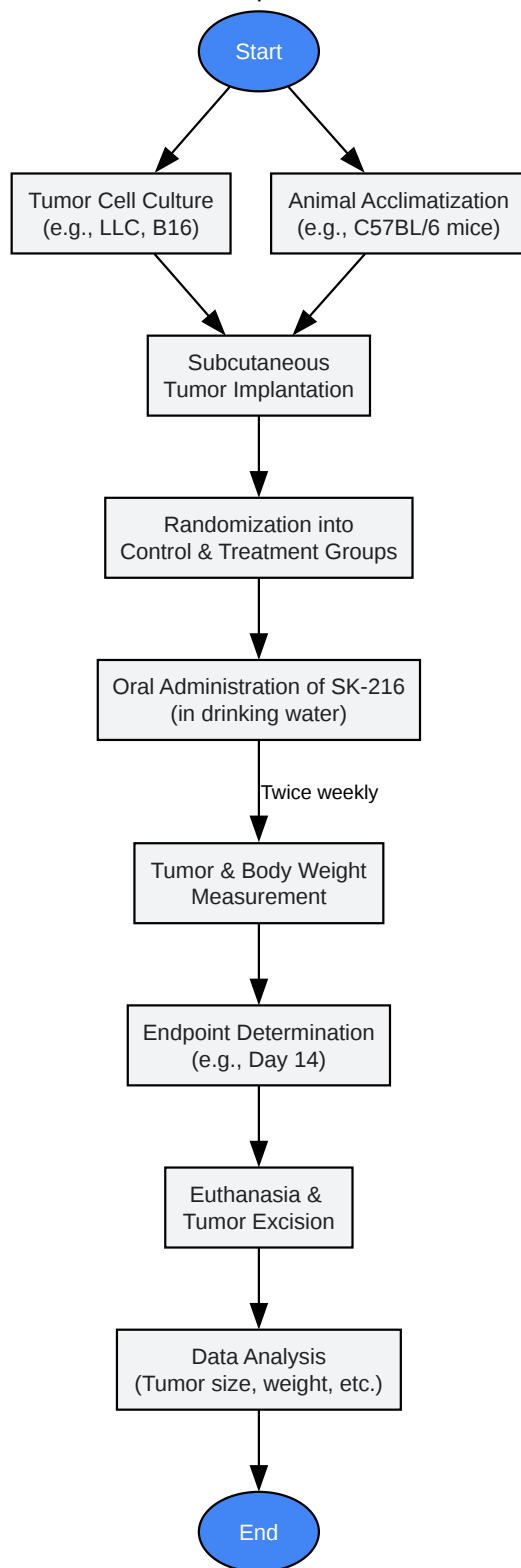 Start
Tumor Cell Culture
(e.g., LLC, B16)
Animal Acclimatization
(e.g., C57BL/6 mice)
Subcutaneous
Tumor Implantation
Randomization into
Control & Treatment Groups
Oral Administration of SK-216
(in drinking water)
Twice weekly
Tumor & Body Weight
Measurement
Endpoint Determination
(e.g., Day 14)
Euthanasia &
Tumor Excision
Data Analysis
(Tumor size, weight, etc.)
End